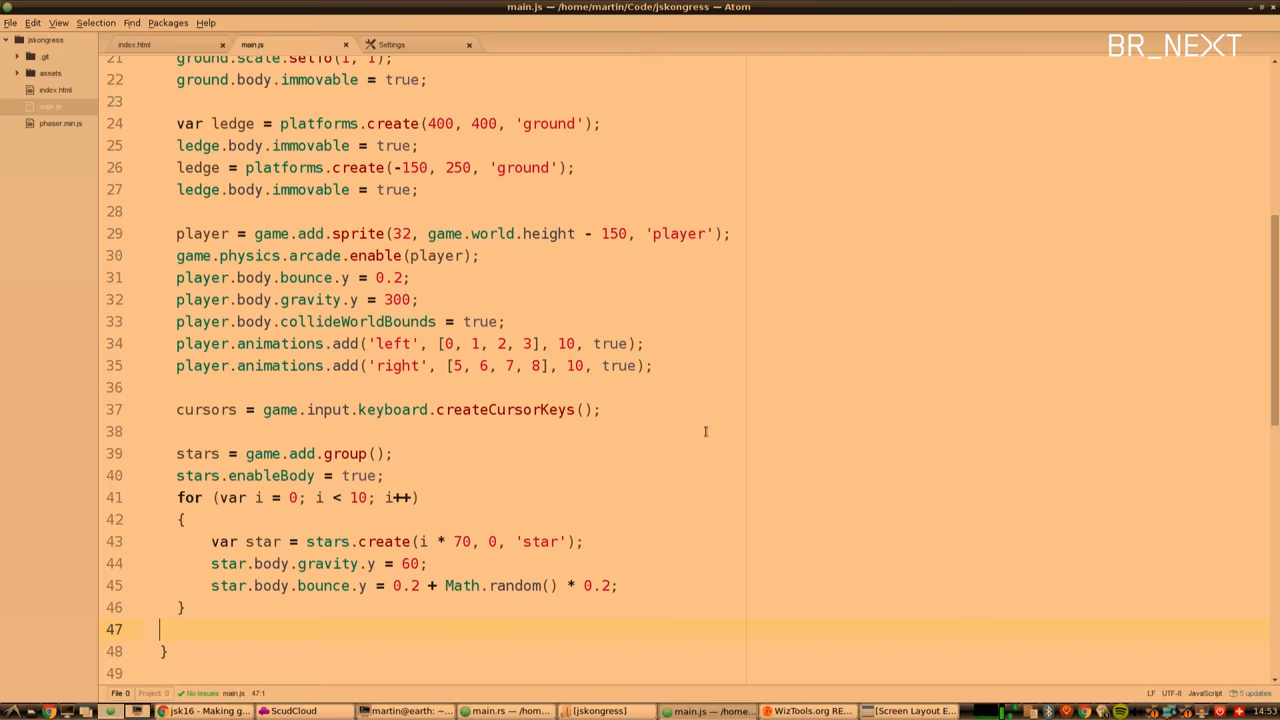 main.js — /home/martin/Code/jskongress — Atom
File Edit View Selection Find Packages Help
BR_NEXT
jskongress
.git
assets
index.html
main.js
phaser.min.js
index.html main.js Settings
21 ground.scale.setTo(1, 1);
22 ground.body.immovable = true;
23
24 var ledge = platforms.create(400, 400, 'ground');
25 ledge.body.immovable = true;
26 ledge = platforms.create(-150, 250, 'ground');
27 ledge.body.immovable = true;
28
29 player = game.add.sprite(32, game.world.height - 150, 'player');
30 game.physics.arcade.enable(player);
31 player.body.bounce.y = 0.2;
32 player.body.gravity.y = 300;
33 player.body.collideWorldBounds = true;
34 player.animations.add('left', [0, 1, 2, 3], 10, true);
35 player.animations.add('right', [5, 6, 7, 8], 10, true);
36
37 cursors = game.input.keyboard.createCursorKeys();
38
39 stars = game.add.group();
40 stars.enableBody = true;
41 for (var i = 0; i < 10; i++)
42 {
43 var star = stars.create(i * 70, 0, 'star');
44 star.body.gravity.y = 60;
45 star.body.bounce.y = 0.2 + Math.random() * 0.2;
46 }
47
48 }
49
File 0 Project 0 No Issues main.js 47:1 LF UTF-8 JavaScript 5 updates
jsk16 - Making g... ScudCloud martin@earth: ~... main.rs — /hom... [jskongress] main.js — /home... WizTools.org RE... [Screen Layout E... 14:53